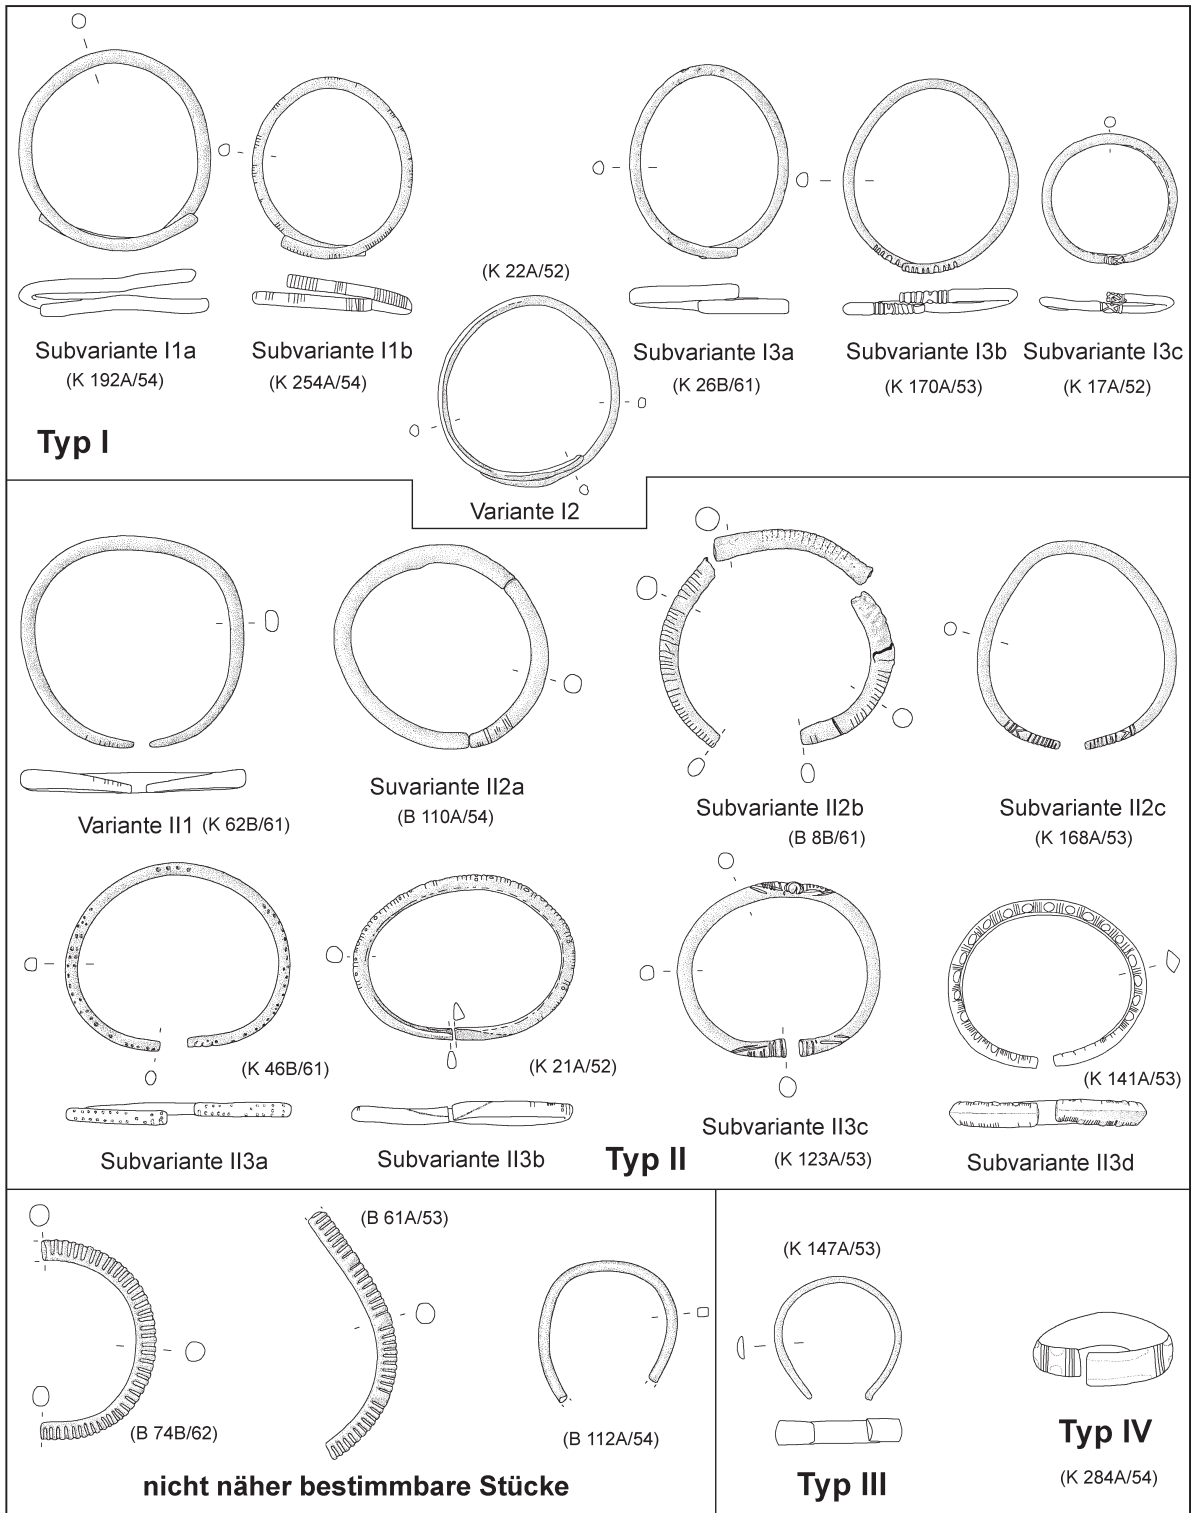 (K 22A/52)
Subvariante I1a
(K 192A/54)
Subvariante I1b
(K 254A/54)
Subvariante I3a
(K 26B/61)
Subvariante I3b
(K 170A/53)
Subvariante I3c
(K 17A/52)
Typ I
Variante I2
Variante II1 (K 62B/61)
Suvariante II2a
(B 110A/54)
Subvariante II2b
(B 8B/61)
Subvariante II2c
(K 168A/53)
(K 46B/61)
Subvariante II3a
(K 21A/52)
Subvariante II3b
Typ II
Subvariante II3c
(K 123A/53)
(K 141A/53)
Subvariante II3d
(B 61A/53)
(B 74B/62)
(B 112A/54)
nicht näher bestimmbare Stücke
(K 147A/53)
Typ III
Typ IV
(K 284A/54)